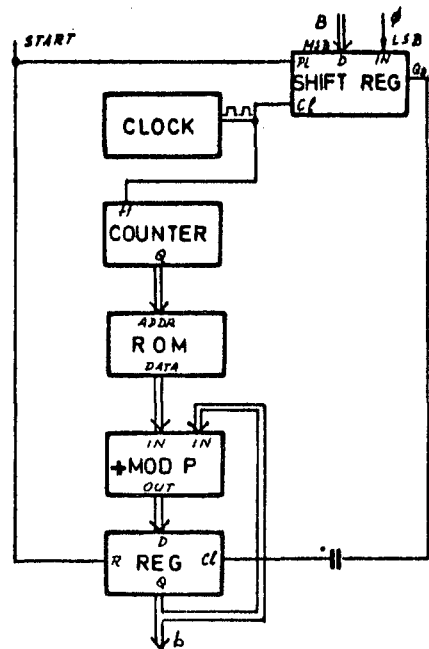 B φ
START
MSB LSB
PL D IN
SHIFT REG Q8
Cl
CLOCK
H
COUNTER
Q
ADDR
ROM
DATA
IN IN
+MOD P
OUT
D
R REG Cl
Q
b